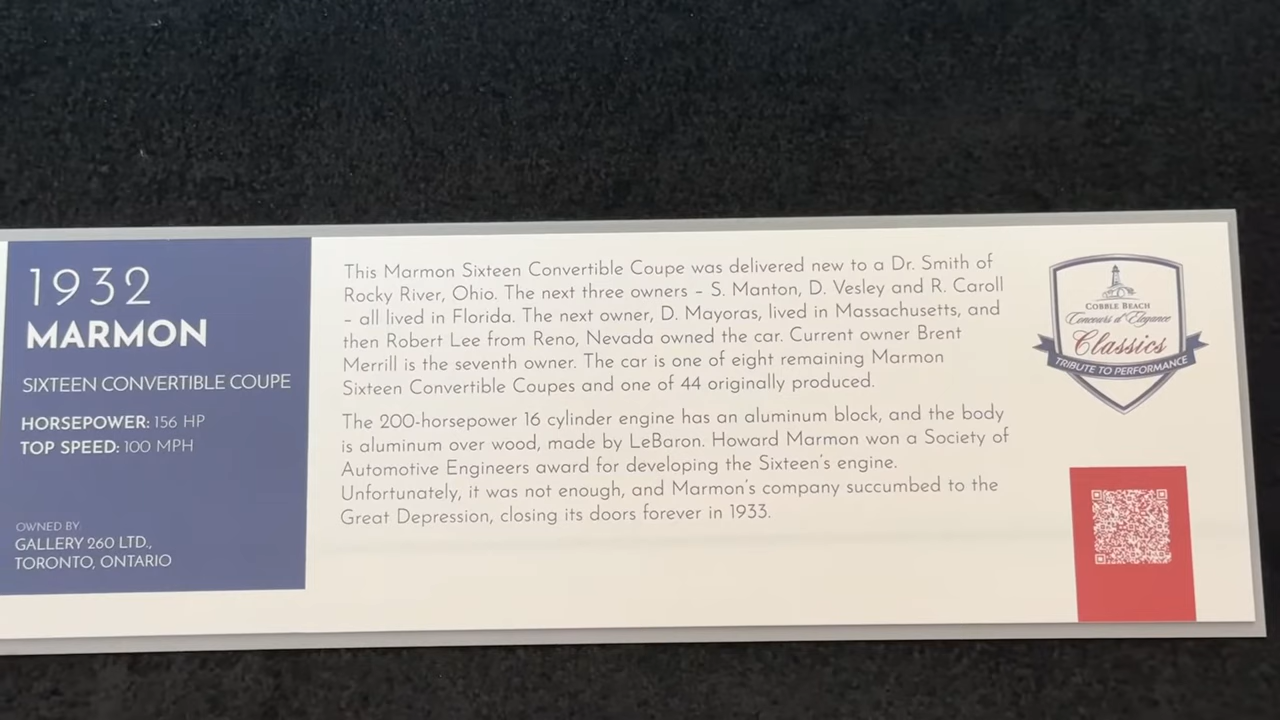 1932
MARMON
SIXTEEN CONVERTIBLE COUPE
HORSEPOWER: 156 HP
TOP SPEED: 100 MPH
OWNED BY
GALLERY 260 LTD.,
TORONTO, ONTARIO
This Marmon Sixteen Convertible Coupe was delivered new to a Dr. Smith of
Rocky River, Ohio. The next three owners – S. Manton, D. Vesley and R. Caroll
– all lived in Florida. The next owner, D. Mayoras, lived in Massachusetts, and
then Robert Lee from Reno, Nevada owned the car. Current owner Brent
Merrill is the seventh owner. The car is one of eight remaining Marmon
Sixteen Convertible Coupes and one of 44 originally produced.
The 200-horsepower 16 cylinder engine has an aluminum block, and the body
is aluminum over wood, made by LeBaron. Howard Marmon won a Society of
Automotive Engineers award for developing the Sixteen's engine.
Unfortunately, it was not enough, and Marmon's company succumbed to the
Great Depression, closing its doors forever in 1933.
COBBLE BEACH
Concours d'Elegance
Classics
TRIBUTE TO PERFORMANCE